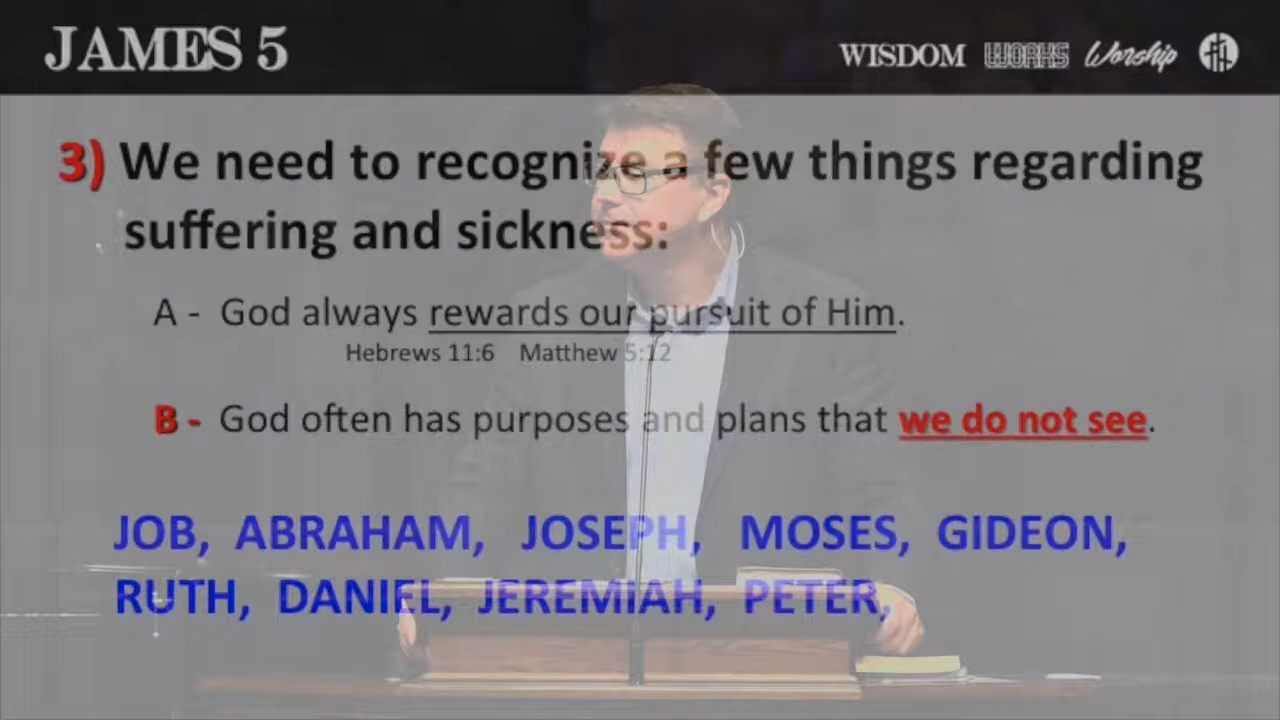 JAMES 5
WISDOM WORKS Worship
3) We need to recognize a few things regarding
suffering and sickness:
A - God always rewards our pursuit of Him.
Hebrews 11:6 Matthew 5:12
B - God often has purposes and plans that we do not see.
JOB, ABRAHAM, JOSEPH, MOSES, GIDEON,
RUTH, DANIEL, JEREMIAH, PETER,